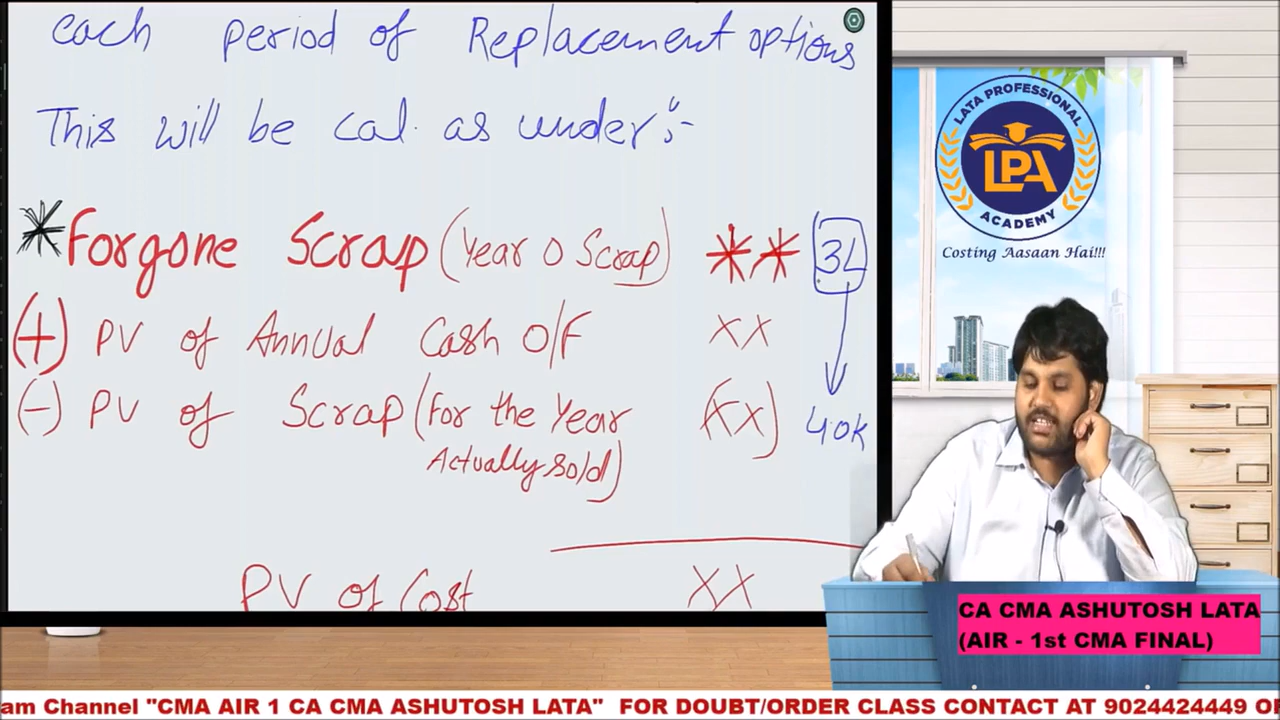 each period of Replacement options
This will be cal. as under :-
*Forgone Scrap (Year 0 Scrap) ** 3L
(+) PV of Annual Cash O/F XX
(-) PV of Scrap (For the Year Actually sold) (XX) 40K
PV of Cost XX
LATA PROFESSIONAL
LPA
ACADEMY
Costing Aasaan Hai!!!
CA CMA ASHUTOSH LATA
(AIR - 1st CMA FINAL)
am Channel "CMA AIR 1 CA CMA ASHUTOSH LATA" FOR DOUBT/ORDER CLASS CONTACT AT 9024424449